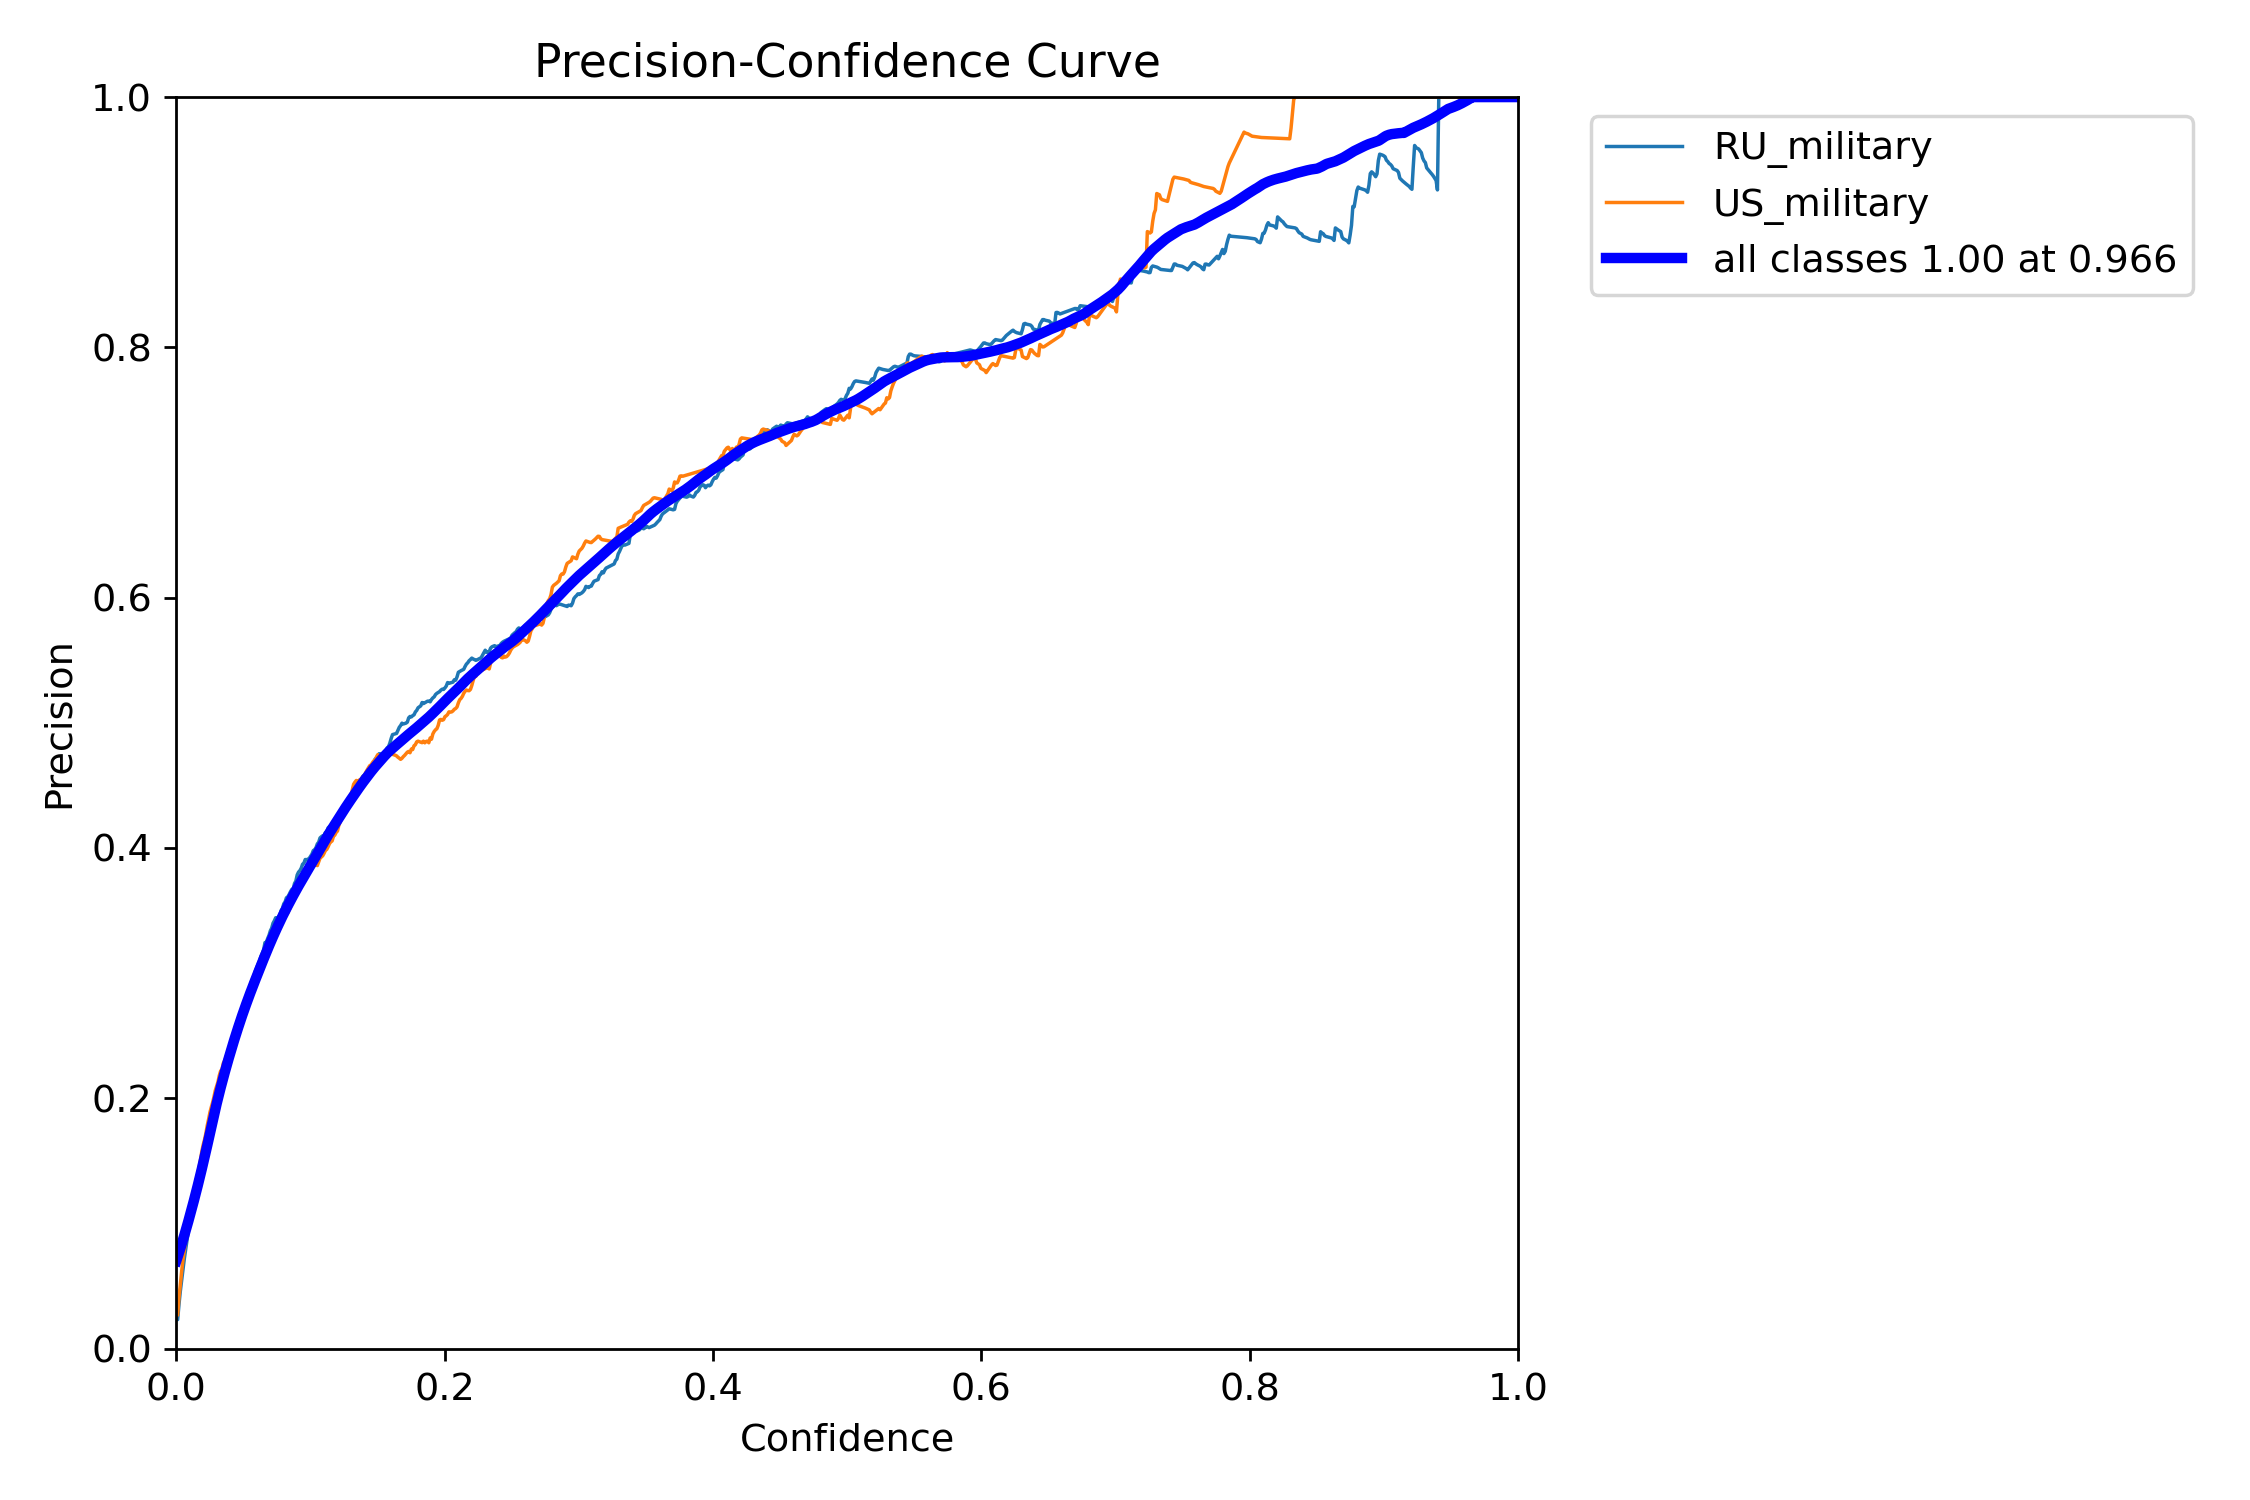 Precision-Confidence Curve
1.0
0.8
0.6
0.4
0.2
0.0
Precision
0.0 0.2 0.4 0.6 0.8 1.0
Confidence
RU_military
US_military
all classes 1.00 at 0.966